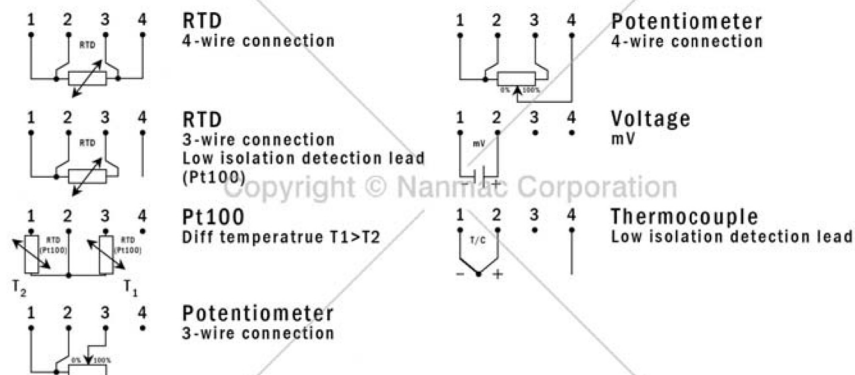 1 2 3 4
RTD
RTD
4-wire connection
1 2 3 4
RTD
RTD
3-wire connection
Low isolation detection lead
(Pt100)
1 2 3 4
RTD
(Pt100)
RTD
(Pt100)
T2
T1
Pt100
Diff temperatrue T1>T2
1 2 3 4
0% 100%
Potentiometer
3-wire connection
1 2 3 4
0% 100%
Potentiometer
4-wire connection
1 2 3 4
mV
- +
Voltage
mV
Copyright © Nanmac Corporation
1 2 3 4
T/C
- +
Thermocouple
Low isolation detection lead